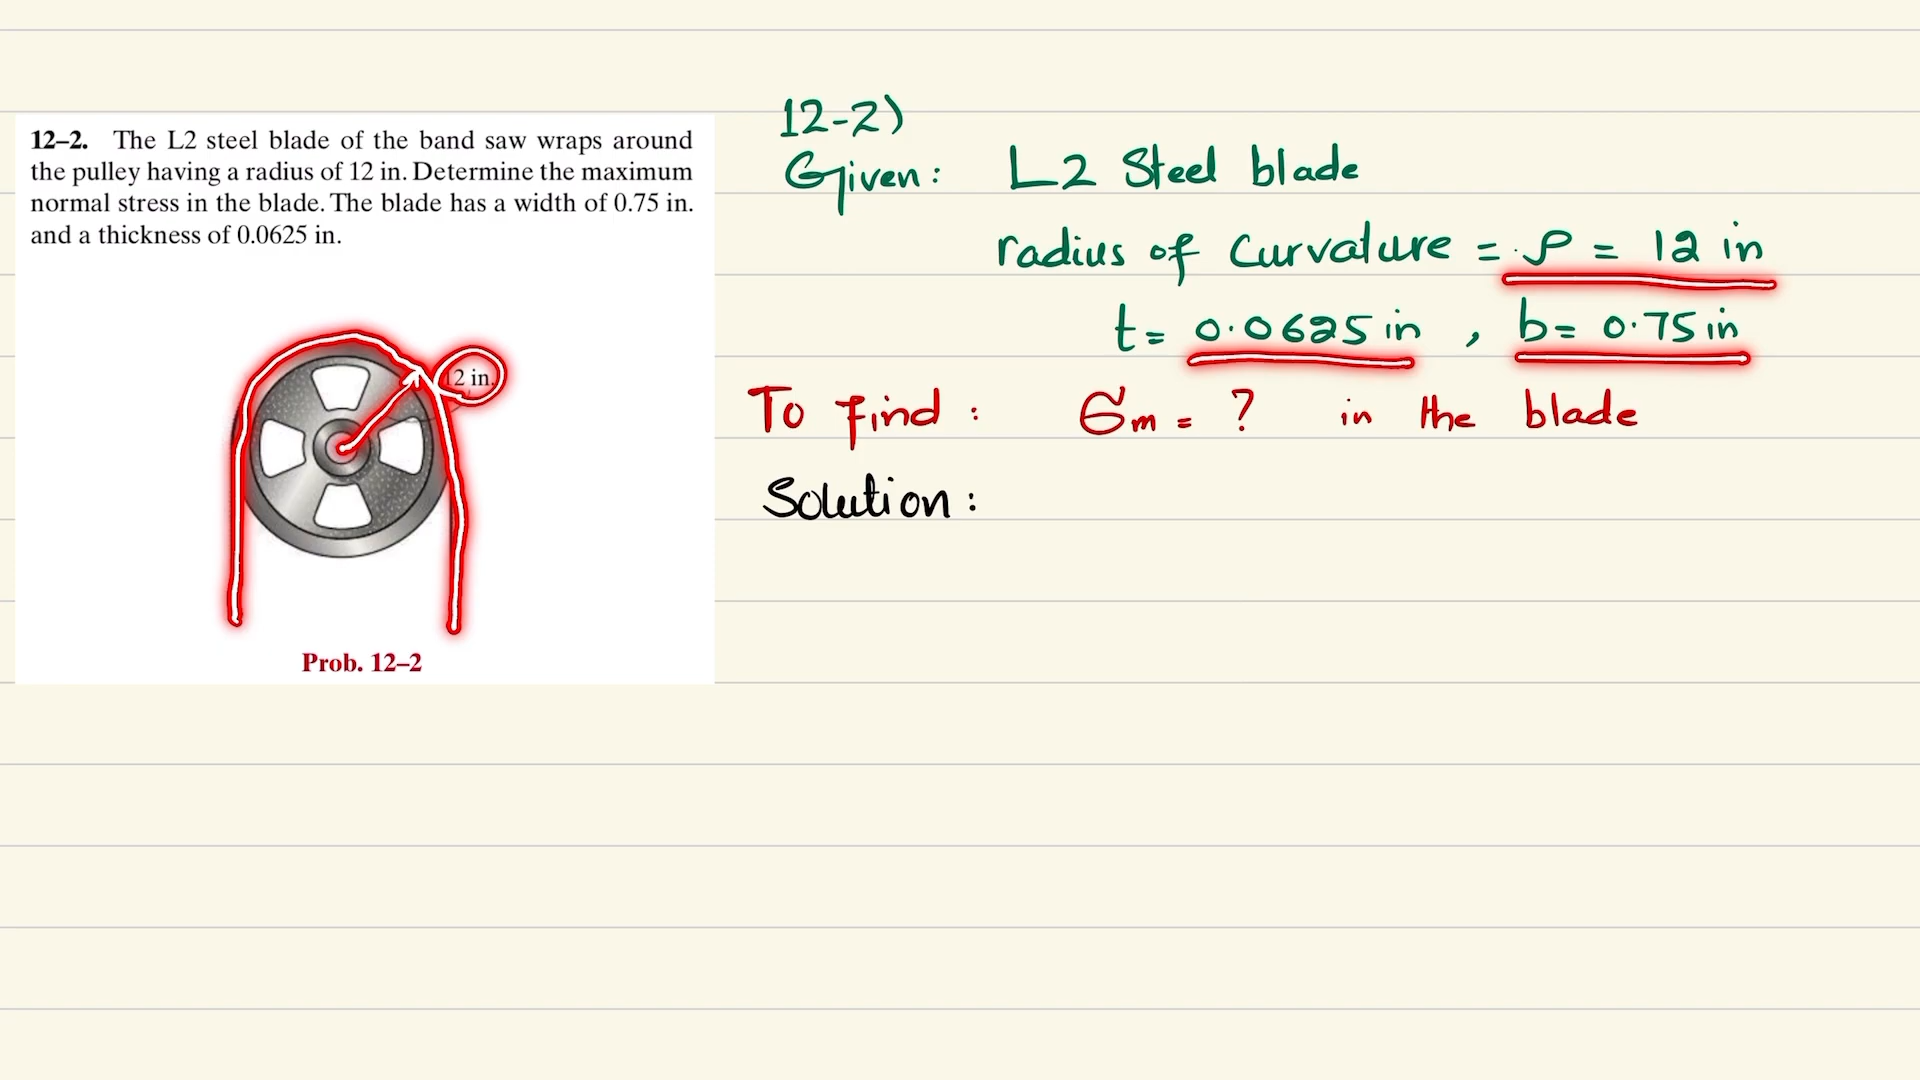 12–2. The L2 steel blade of the band saw wraps around
the pulley having a radius of 12 in. Determine the maximum
normal stress in the blade. The blade has a width of 0.75 in.
and a thickness of 0.0625 in.
12 in.
Prob. 12–2
12-2)
Given: L2 Steel blade
radius of Curvature = ρ = 12 in
t = 0.0625 in , b = 0.75 in
To find : σm = ? in the blade
Solution :